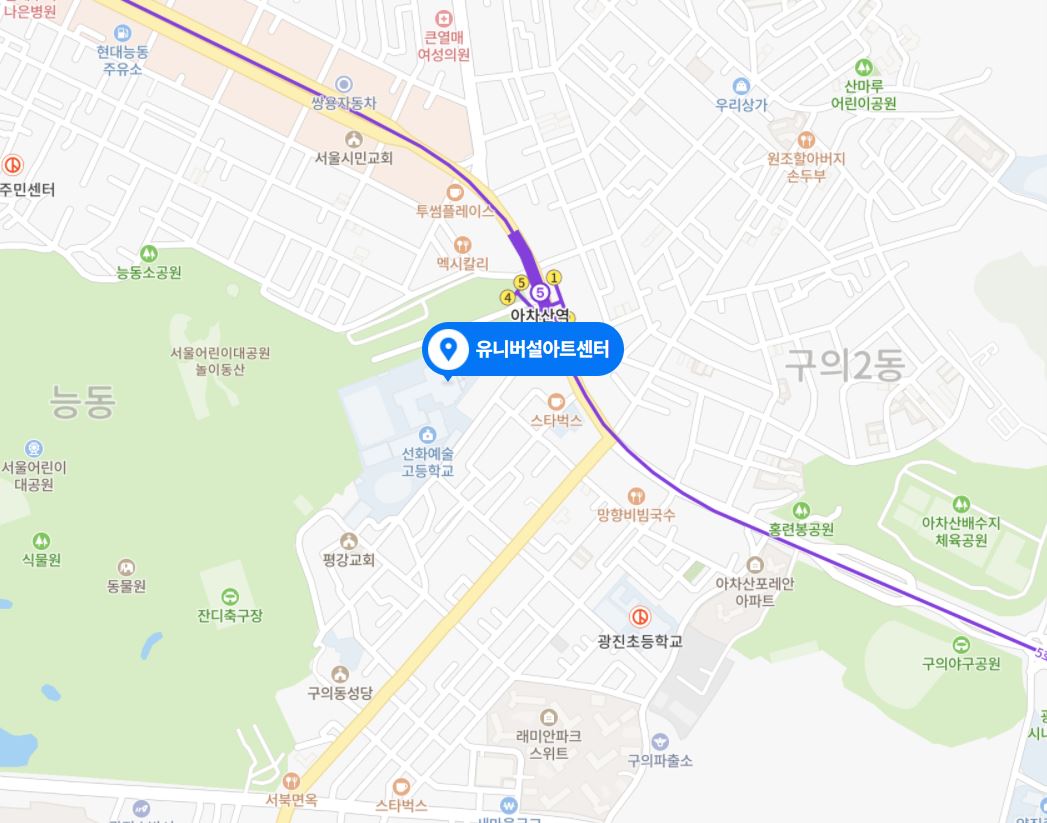 나은병원
현대능동
주유소
큰열매
여성의원
쌍용자동차
서울시민교회
우리상가
산마루
어린이공원
원조할아버지
손두부
주민센터
투썸플레이스
멕시칼리
능동소공원
1
5
4
5
아차산역
유니버설아트센터
서울어린이대공원
놀이동산
구의2동
능동
스타벅스
선화예술
고등학교
서울어린이
대공원
망향비빔국수
홍련봉공원
아차산배수지
체육공원
식물원
동물원
평강교회
아차산포레안
아파트
잔디축구장
광진초등학교
구의야구공원
구의동성당
래미안파크
스위트
구의파출소
서북면옥
스타벅스